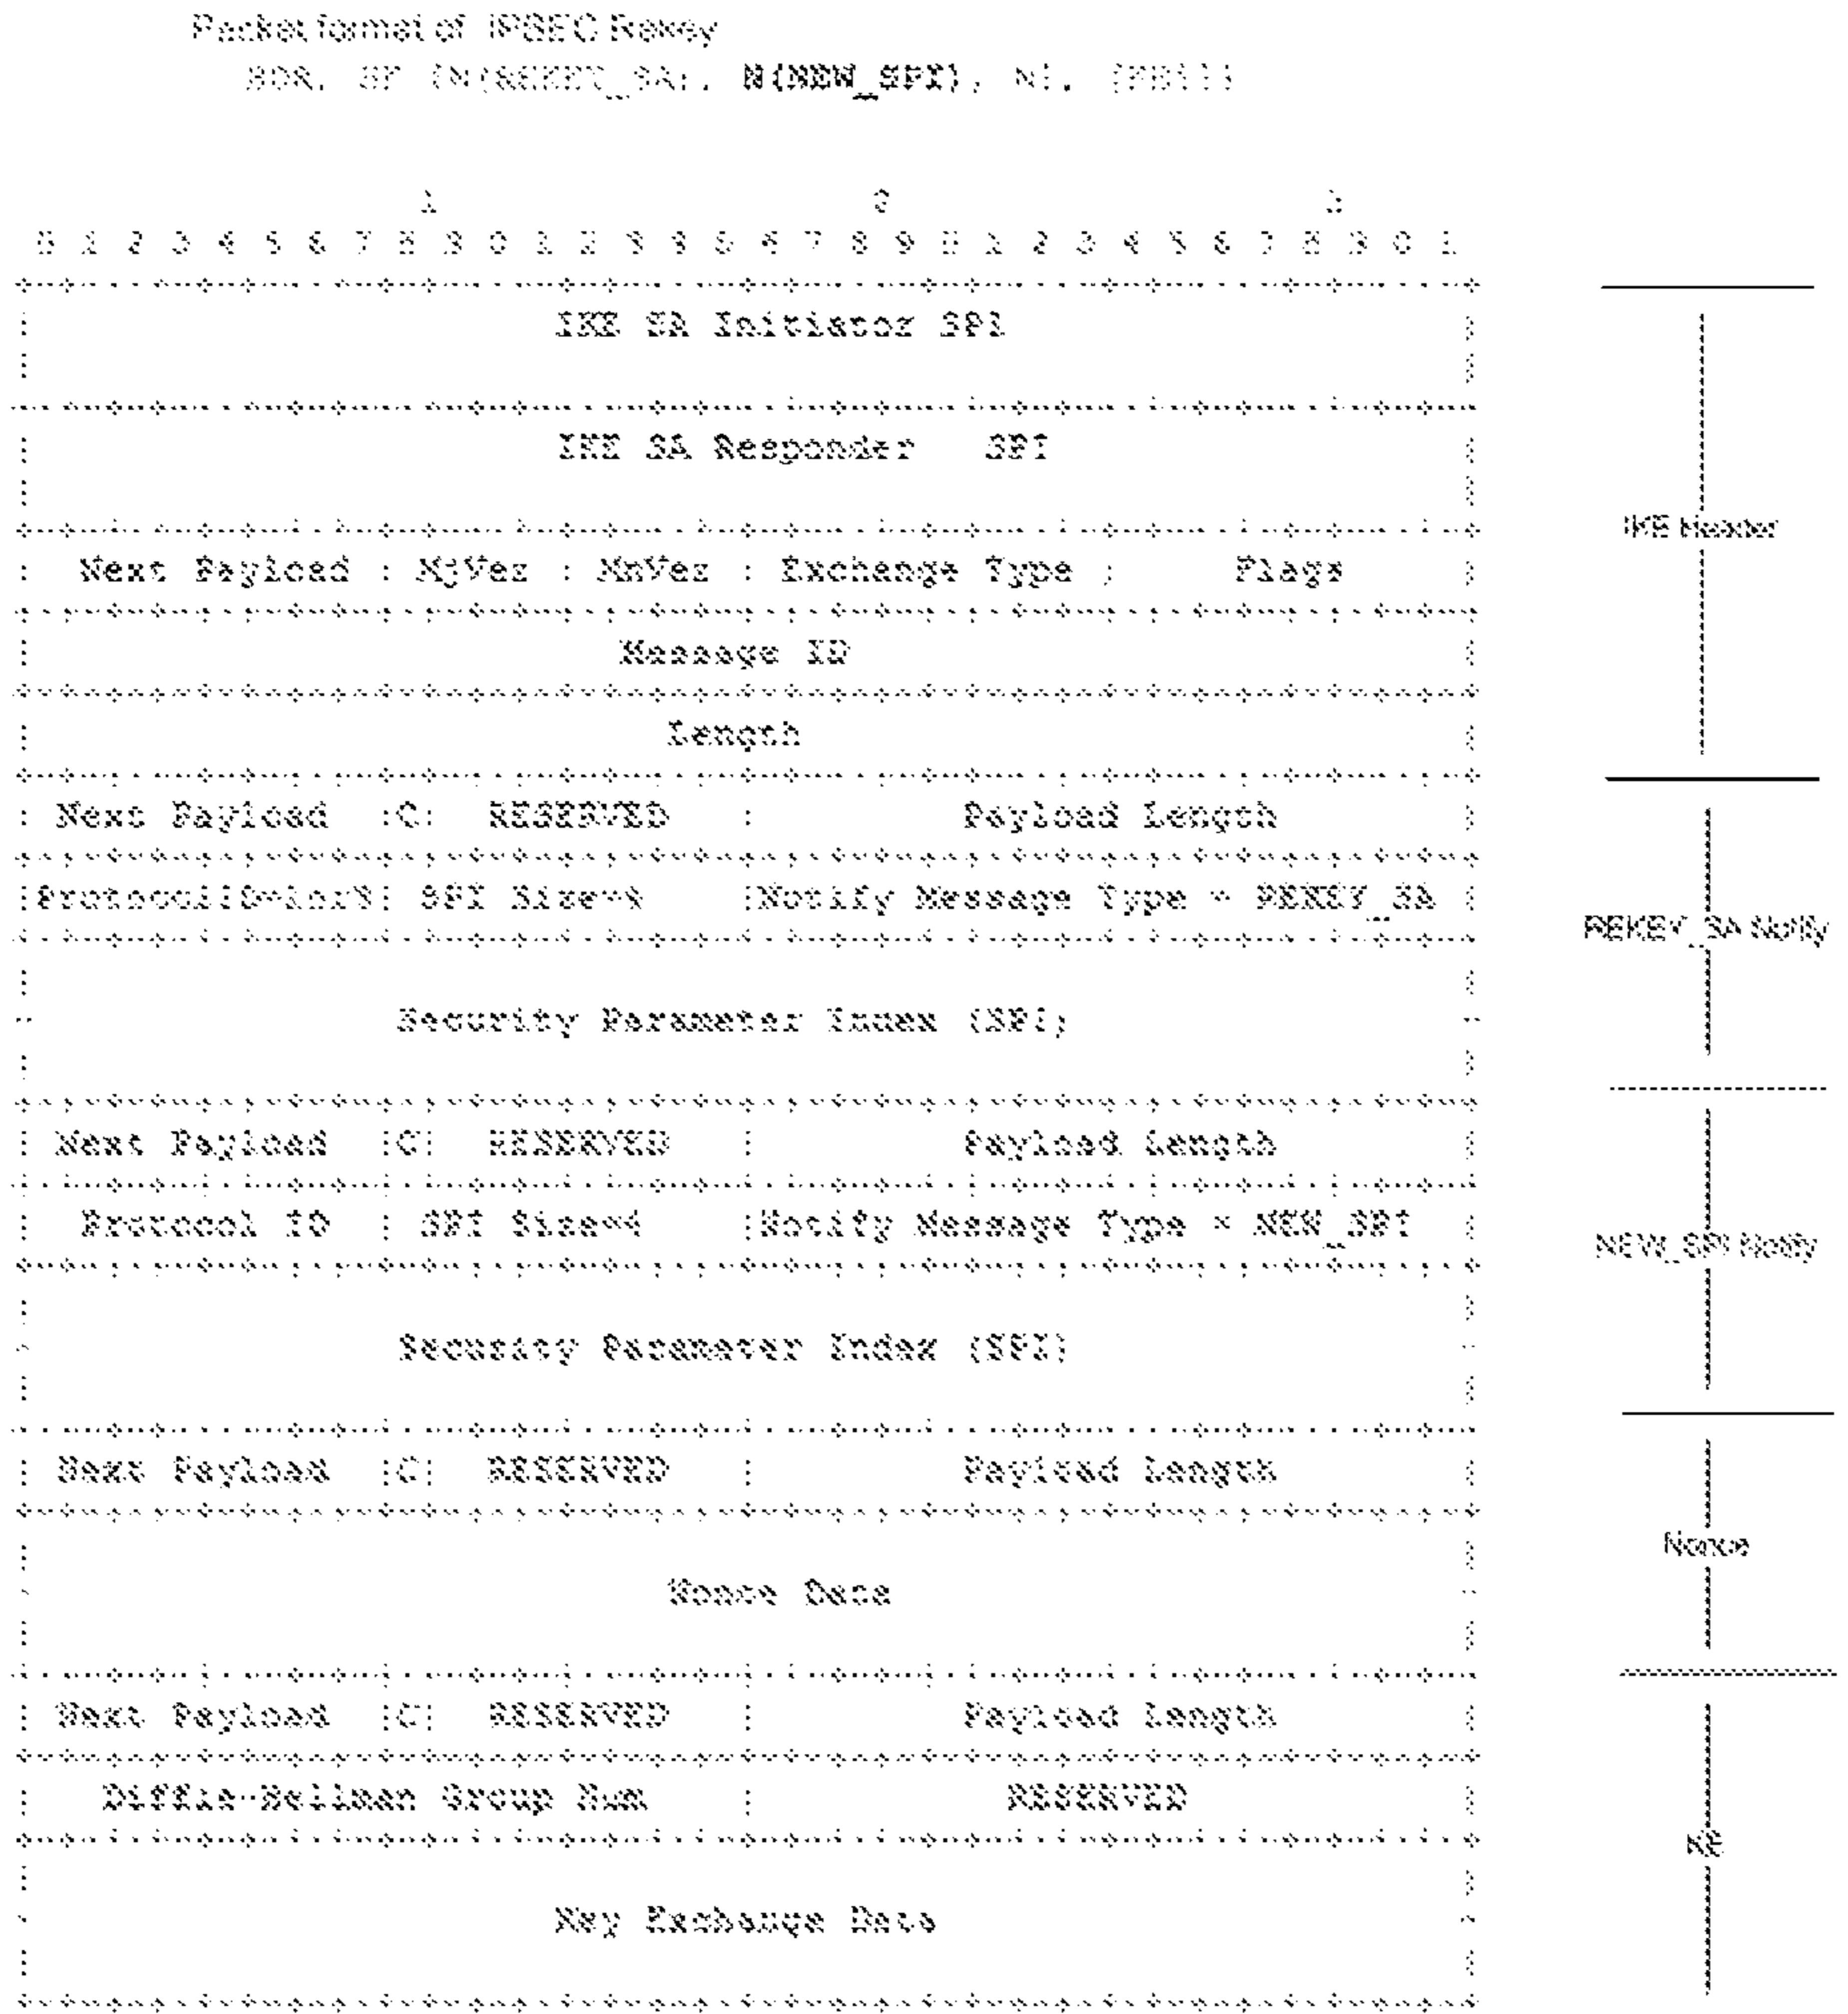 Packet format of IPSEC Rekey
HDR, SK {N(REKEY_SA), N(NEW_SPI), Ni, [KEi]}
1 2 3
0 1 2 3 4 5 6 7 8 9 0 1 2 3 4 5 6 7 8 9 0 1 2 3 4 5 6 7 8 9 0 1
IKE SA Initiator SPI
IKE SA Responder SPI
IKE Header
Next Payload | MjVer | MnVer | Exchange Type | Flags
Message ID
Length
Next Payload |C| RESERVED | Payload Length
|ProtocolID=1or3| SPI Size=4 |Notify Message Type = REKEY_SA |
REKEY_SA Notify
Security Parameter Index (SPI)
Next Payload |C| RESERVED | Payload Length
Protocol ID | SPI Size=4 |Notify Message Type = NEW_SPI
NEW_SPI Notify
Security Parameter Index (SPI)
Next Payload |C| RESERVED | Payload Length
Nonce
Nonce Data
Next Payload |C| RESERVED | Payload Length
Diffie-Hellman Group Num | RESERVED
KE
Key Exchange Data